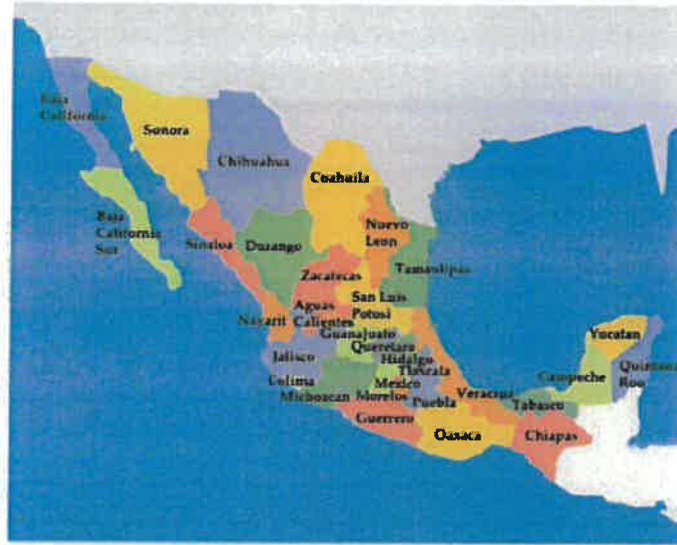 Baja
California
Sonora
Chihuahua
Coahuila
Baja
California
Sur
Sinaloa
Durango
Nuevo
Leon
Tamaulipas
Zacatecas
San Luis
Potosi
Aguas
Calientes
Nayarit
Guanajuato
Queretaro
Jalisco
Hidalgo
Tlaxcala
Colima
Mexico
Michoacan
Morelos
Puebla
Veracruz
Guerrero
Oaxaca
Tabasco
Chiapas
Campeche
Yucatan
Quintana
Roo